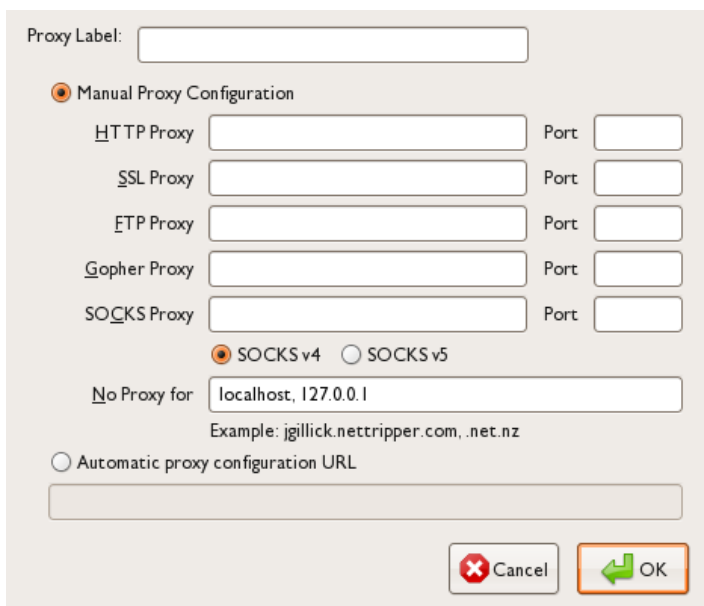 Proxy Label:
Manual Proxy Configuration
HTTP Proxy Port
SSL Proxy Port
FTP Proxy Port
Gopher Proxy Port
SOCKS Proxy Port
SOCKS v4 SOCKS v5
No Proxy for localhost, 127.0.0.1
Example: jgillick.nettripper.com, .net.nz
Automatic proxy configuration URL
Cancel OK